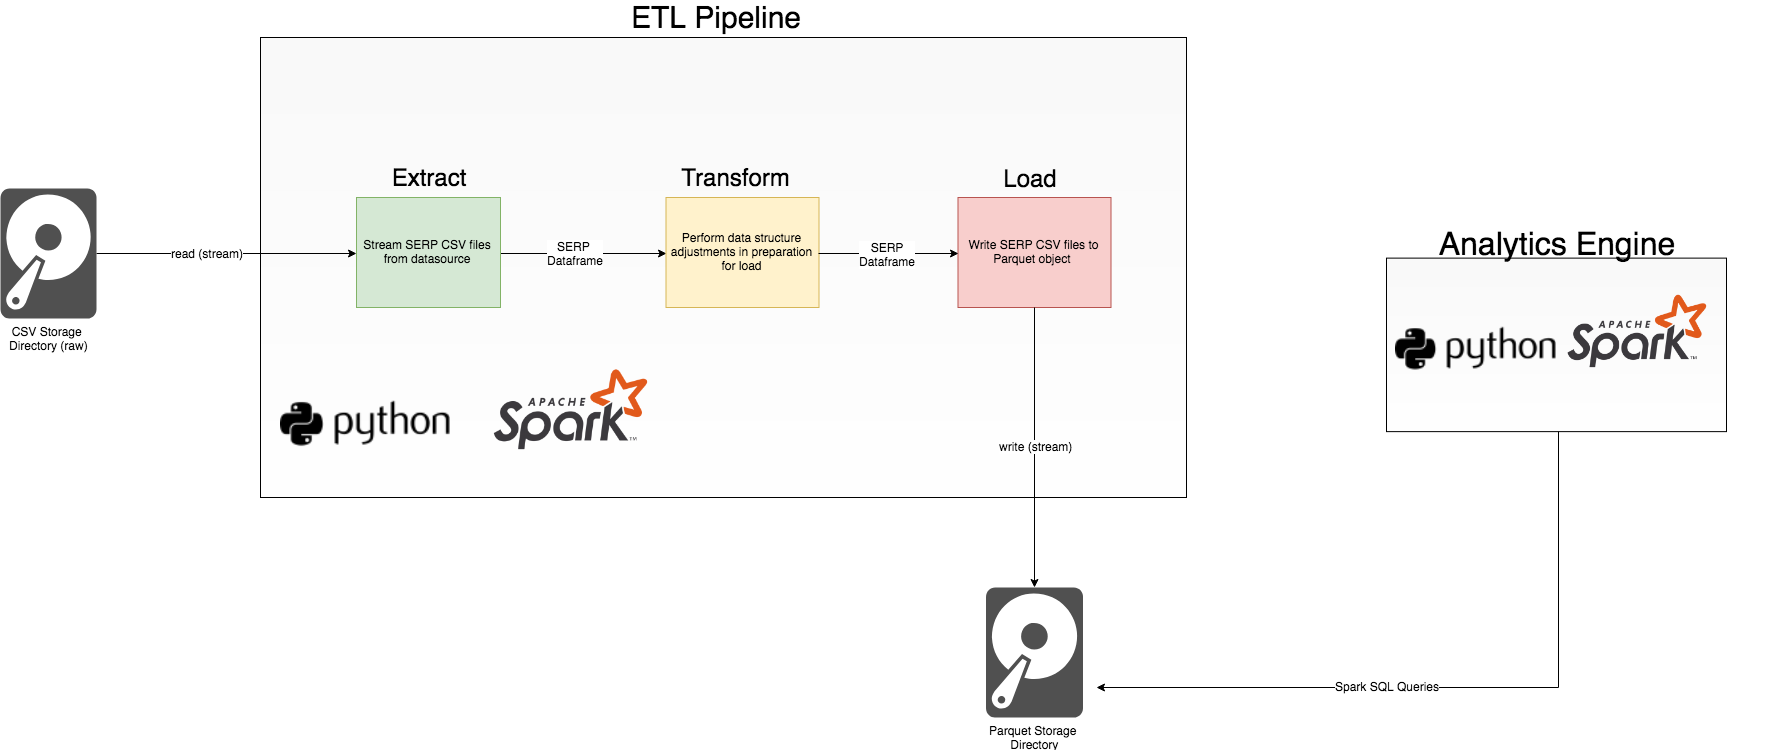 ETL Pipeline
Extract
Transform
Load
Stream SERP CSV files
from datasource
Perform data structure
adjustments in preparation
for load
Write SERP CSV files to
Parquet object
read (stream)
SERP
Dataframe
SERP
Dataframe
CSV Storage
Directory (raw)
python
APACHE
Spark™
write (stream)
Analytics Engine
python
APACHE
Spark™
Spark SQL Queries
Parquet Storage
Directory